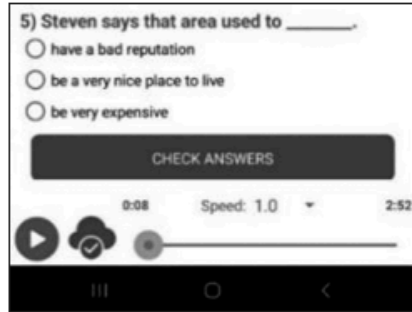 5) Steven says that area used to ______.
have a bad reputation
be a very nice place to live
be very expensive
CHECK ANSWERS
0:08 Speed: 1.0 2:52